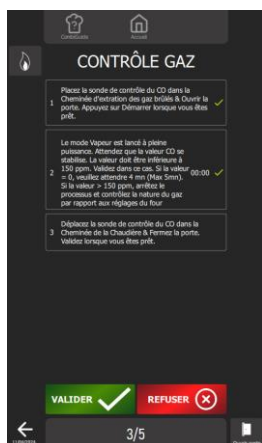 Accueil
CONTRÔLE GAZ
1 Placez la sonde de contrôle du CO dans la
Cheminée d'extraction des gaz brûlés & Ouvrir la
porte. Appuyez sur Démarrer lorsque vous êtes
prêt.
Le mode Vapeur est lancé à pleine
puissance. Attendez que la valeur CO se
stabilise. La valeur doit être inférieure à
150 ppm. Validez dans ce cas. Si la valeur
2 = 0, veuillez attendre 4 mn (Max 5mn). 00:00
Si la valeur > 150 ppm, arrêtez le
processus et contrôlez la nature du gaz
par rapport aux réglages du four
Déplacez la sonde de contrôle du CO dans la
3 Cheminée de la Chaudière & Fermez la porte.
Validez lorsque vous êtes prêt.
VALIDER
REFUSER
3/5